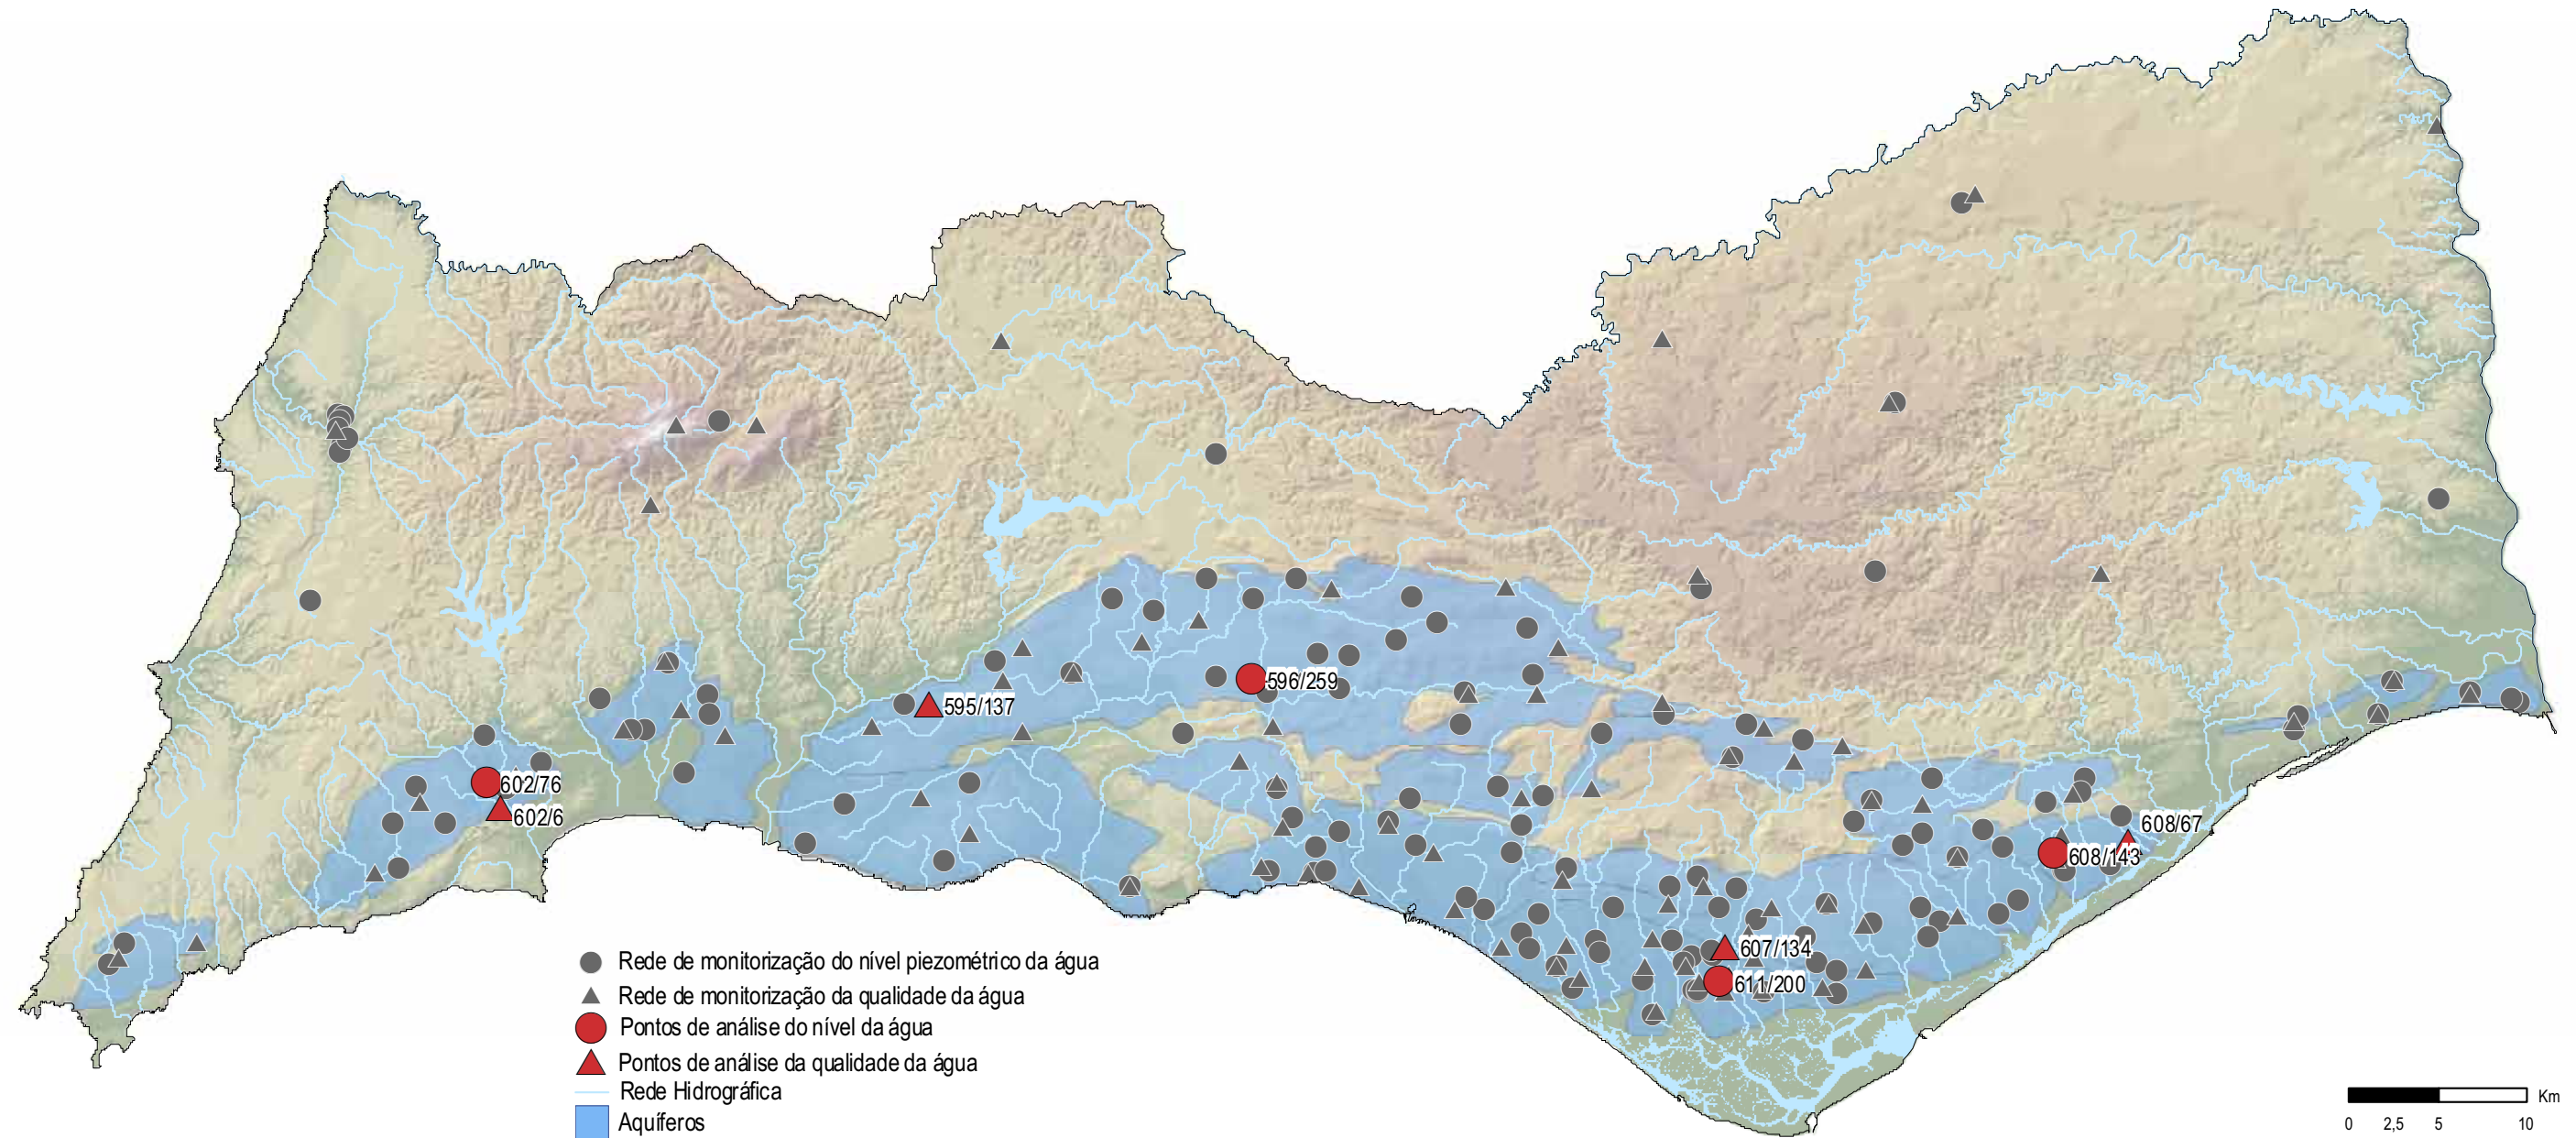 596/259
595/137
602/76
602/6
608/67
608/143
607/134
611/200
Rede de monitorização do nível piezométrico da água
Rede de monitorização da qualidade da água
Pontos de análise do nível da água
Pontos de análise da qualidade da água
Rede Hidrográfica
Aquíferos
Km
0 2,5 5 10